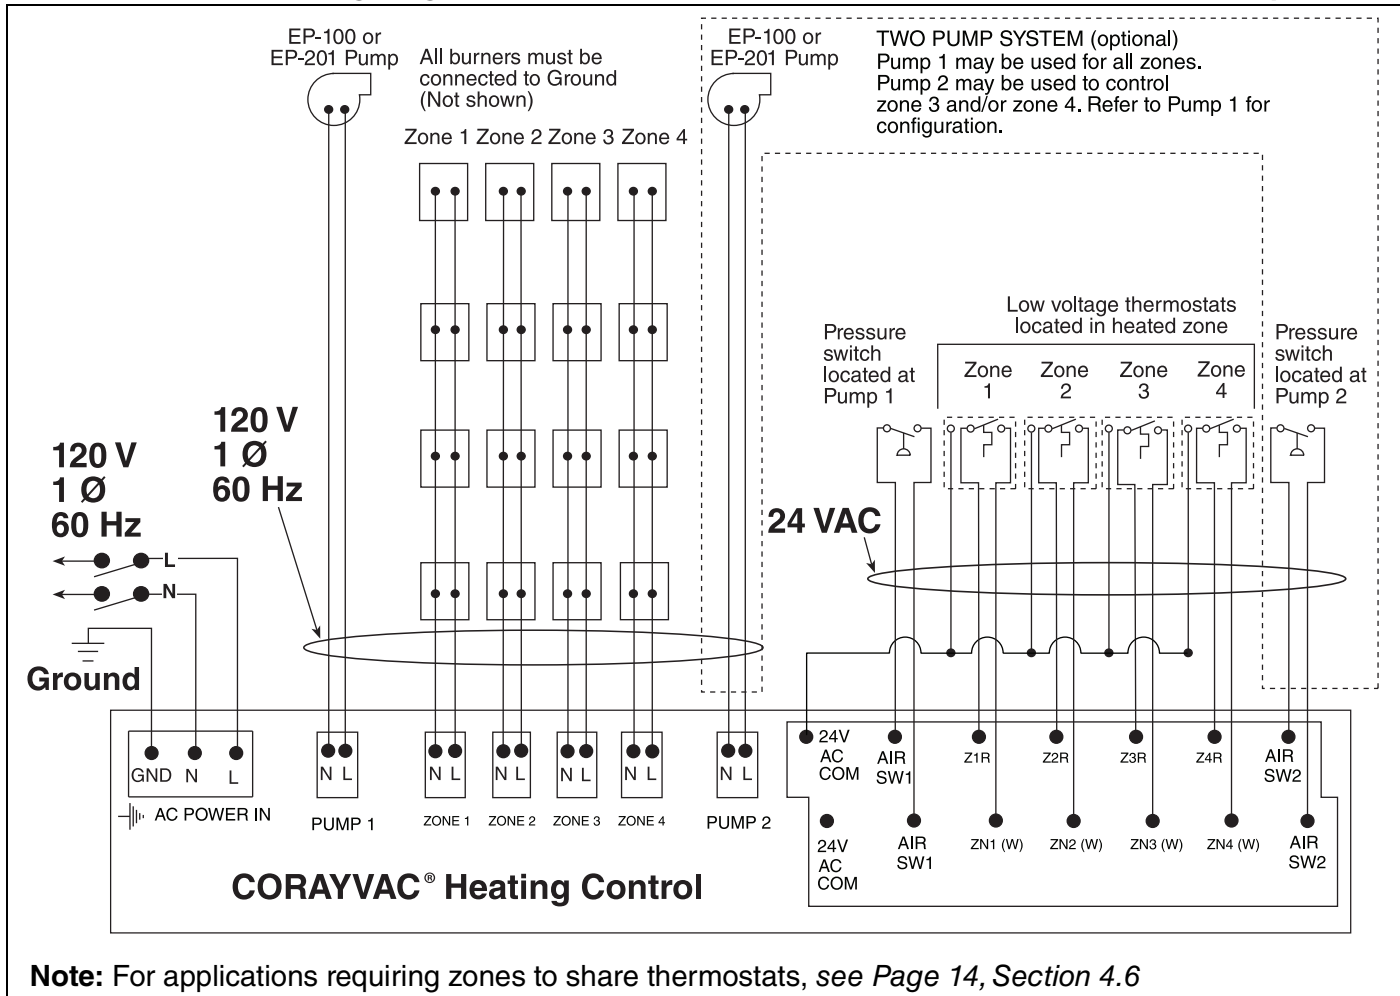 EP-100 or
EP-201 Pump
All burners must be
connected to Ground
(Not shown)
EP-100 or
EP-201 Pump
TWO PUMP SYSTEM (optional)
Pump 1 may be used for all zones.
Pump 2 may be used to control
zone 3 and/or zone 4. Refer to Pump 1 for
configuration.
Zone 1 Zone 2 Zone 3 Zone 4
Low voltage thermostats
located in heated zone
Pressure
switch
located at
Pump 1
Zone
1
Zone
2
Zone
3
Zone
4
Pressure
switch
located at
Pump 2
120 V
1 Ø
60 Hz
120 V
1 Ø
60 Hz
24 VAC
L
N
Ground
GND N L
AC POWER IN
N L
PUMP 1
N L
ZONE 1
N L
ZONE 2
N L
ZONE 3
N L
ZONE 4
N L
PUMP 2
24V
AC
COM
AIR
SW1
Z1R
Z2R
Z3R
Z4R
AIR
SW2
24V
AC
COM
AIR
SW1
ZN1 (W)
ZN2 (W)
ZN3 (W)
ZN4 (W)
AIR
SW2
CORAYVAC® Heating Control
Note: For applications requiring zones to share thermostats, see Page 14, Section 4.6